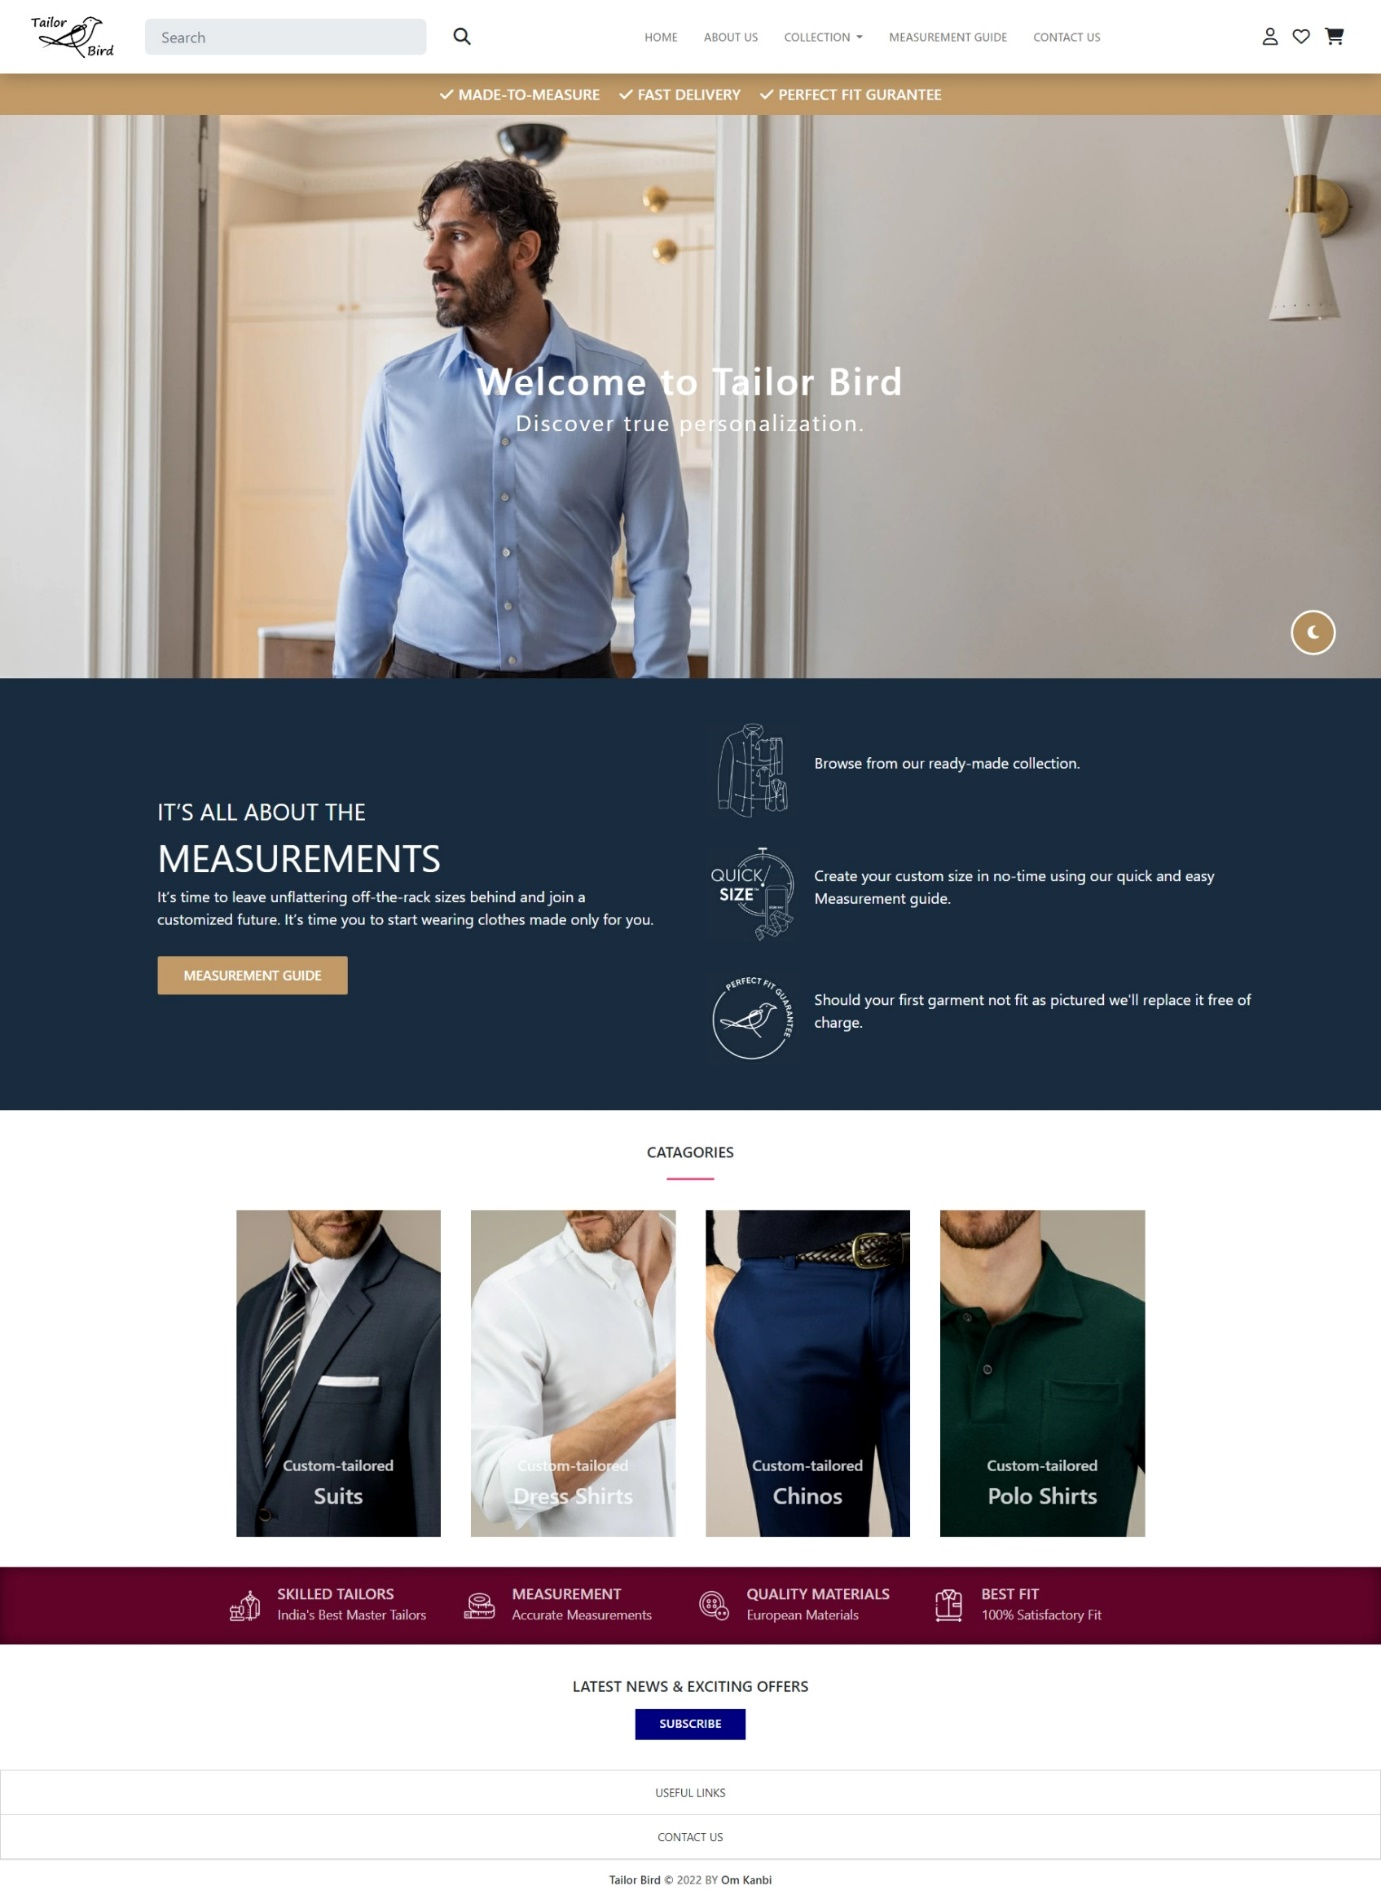 Tailor
Bird
Search
HOME
ABOUT US
COLLECTION
MEASUREMENT GUIDE
CONTACT US
MADE-TO-MEASURE
FAST DELIVERY
PERFECT FIT GURANTEE
Welcome to Tailor Bird
Discover true personalization.
IT'S ALL ABOUT THE
MEASUREMENTS
It's time to leave unflattering off-the-rack sizes behind and join a
customized future. It's time you to start wearing clothes made only for you.
MEASUREMENT GUIDE
Browse from our ready-made collection.
QUICK
SIZE
Create your custom size in no-time using our quick and easy
Measurement guide.
PERFECT FIT GUARANTEE
Should your first garment not fit as pictured we'll replace it free of
charge.
CATAGORIES
Custom-tailored
Suits
Custom-tailored
Dress Shirts
Custom-tailored
Chinos
Custom-tailored
Polo Shirts
SKILLED TAILORS
India's Best Master Tailors
MEASUREMENT
Accurate Measurements
QUALITY MATERIALS
European Materials
BEST FIT
100% Satisfactory Fit
LATEST NEWS & EXCITING OFFERS
SUBSCRIBE
USEFUL LINKS
CONTACT US
Tailor Bird © 2022 BY Om Kanbi